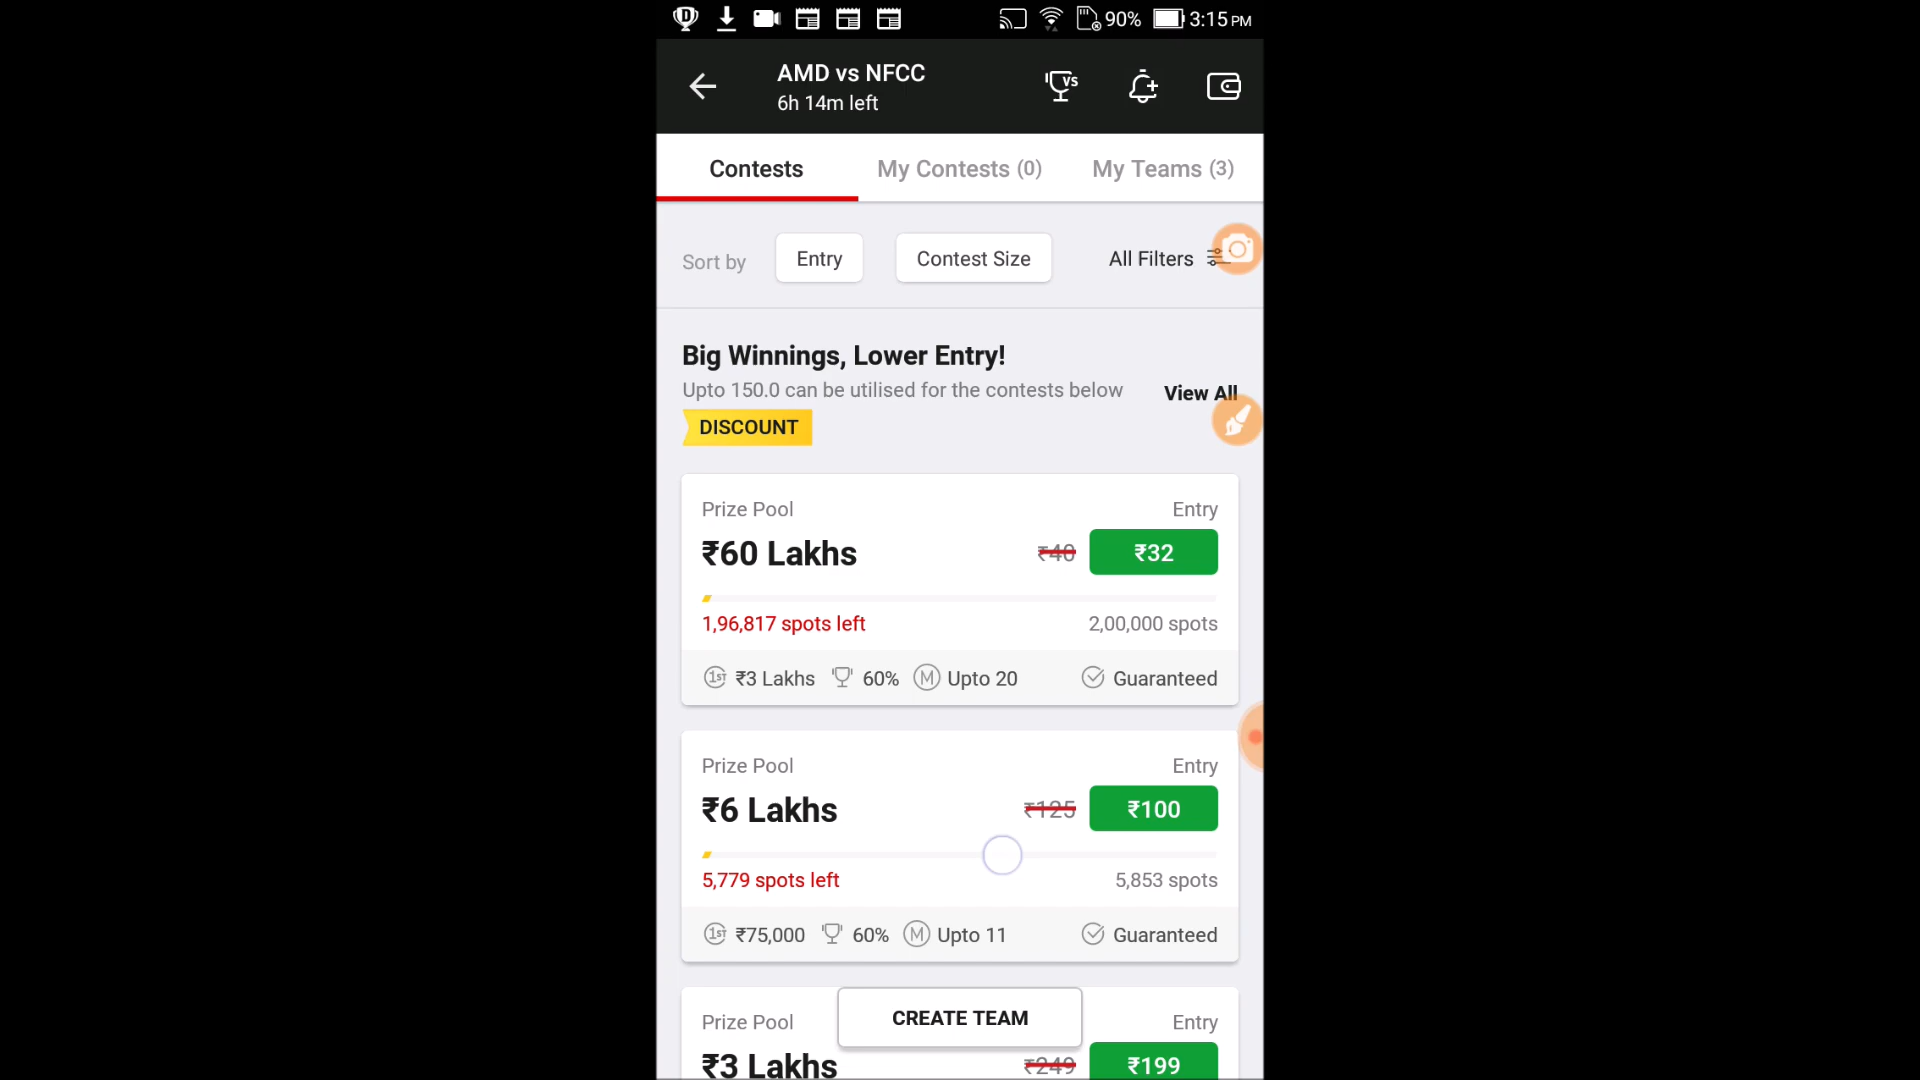 90% 3:15 PM
AMD vs NFCC
6h 14m left
VS
Contests My Contests (0) My Teams (3)
Sort by Entry Contest Size All Filters
Big Winnings, Lower Entry!
Upto 150.0 can be utilised for the contests below View All
DISCOUNT
Prize Pool Entry
₹60 Lakhs ₹40 ₹32
1,96,817 spots left 2,00,000 spots
1ST ₹3 Lakhs 60% M Upto 20 Guaranteed
Prize Pool Entry
₹6 Lakhs ₹125 ₹100
5,779 spots left 5,853 spots
1ST ₹75,000 60% M Upto 11 Guaranteed
Prize Pool CREATE TEAM Entry
₹3 Lakhs ₹249 ₹199